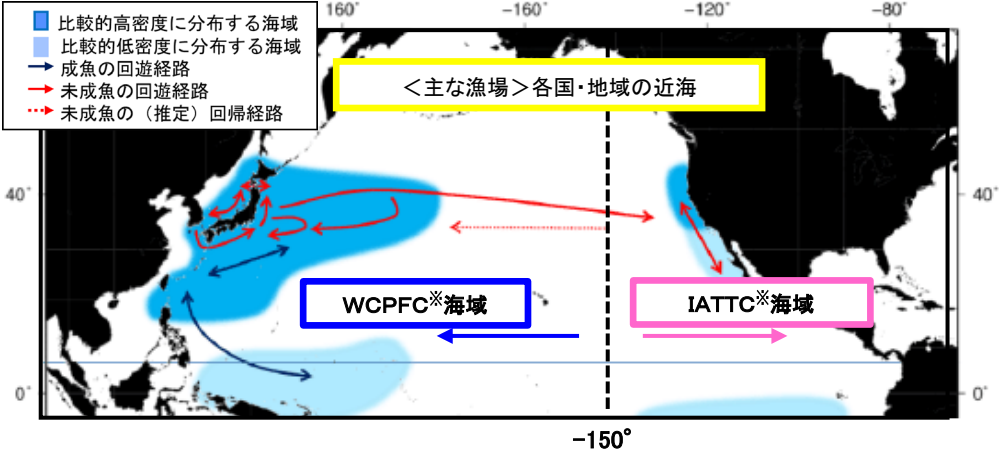 比較的高密度に分布する海域
比較的低密度に分布する海域
成魚の回遊経路
未成魚の回遊経路
未成魚の（推定）回帰経路
160° -160° -120° -80°
＜主な漁場＞各国・地域の近海
40° 40°
WCPFC※海域 IATTC※海域
0° 0°
-150°